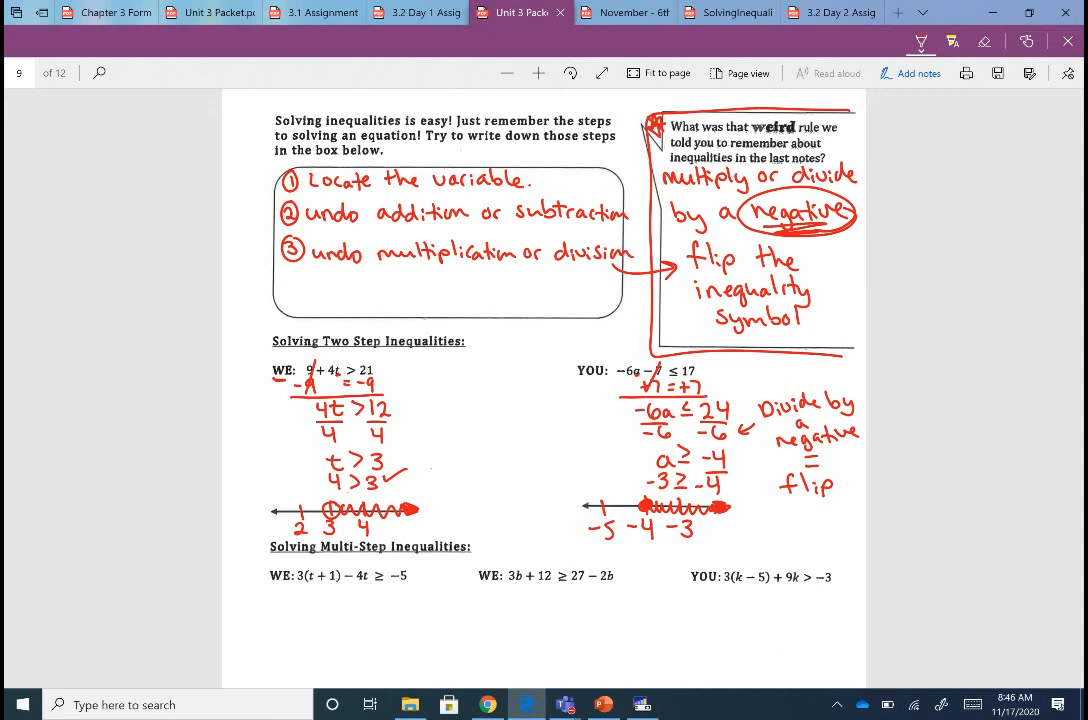 Chapter 3 Form
Unit 3 Packet.pc
3.1 Assignment
3.2 Day 1 Assig
Unit 3 Pack
November - 6th
SolvingInequali
3.2 Day 2 Assig
9 of 12
Fit to page
Page view
Read aloud
Add notes
Solving inequalities is easy! Just remember the steps
to solving an equation! Try to write down those steps
in the box below.
① Locate the variable.
② undo addition or subtraction
③ undo multiplication or division
What was that weird rule we
told you to remember about
inequalities in the last notes?
multiply or divide
by a negative
flip the
inequality
symbol
Solving Two Step Inequalities:
WE: 9 + 4t > 21
-9 = -9
4t > 12
4 4
t > 3
4 > 3 ✓
2 3 4
YOU: −6a − 7 ≤ 17
+7 = +7
-6a ≤ 24
-6 -6
a ≥ -4
-3 ≥ -4
-5 -4 -3
Divide by
a
negative
=
flip
Solving Multi-Step Inequalities:
WE: 3(t + 1) − 4t ≥ −5
WE: 3b + 12 ≥ 27 − 2b
YOU: 3(k − 5) + 9k > −3
Type here to search
8:46 AM
11/17/2020